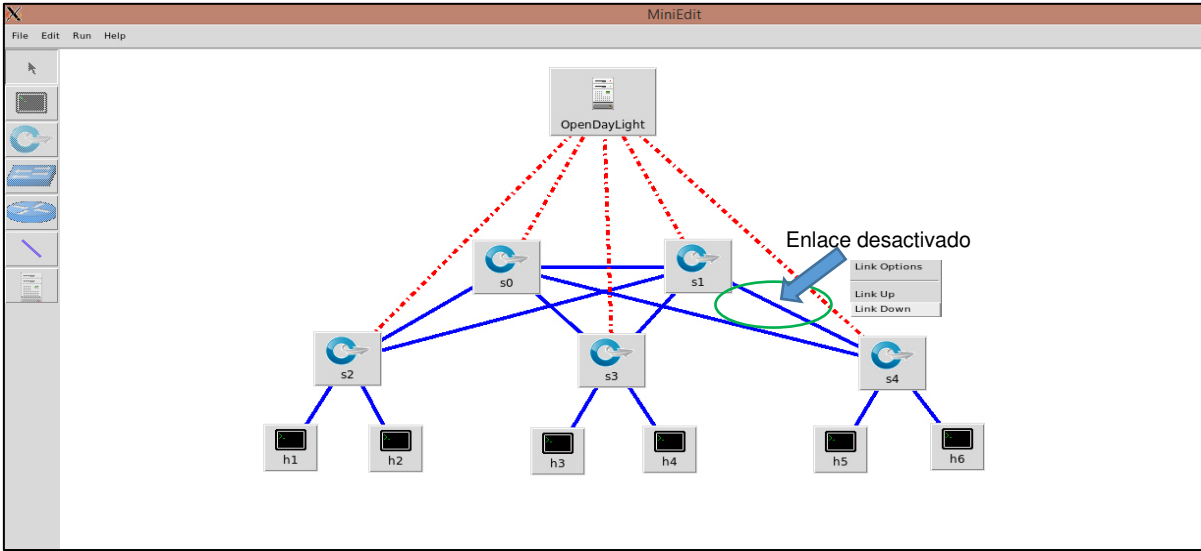 MiniEdit
File Edit Run Help
OpenDayLight
Enlace desactivado
Link Options
Link Up
Link Down
s0
s1
s2
s3
s4
h1
h2
h3
h4
h5
h6